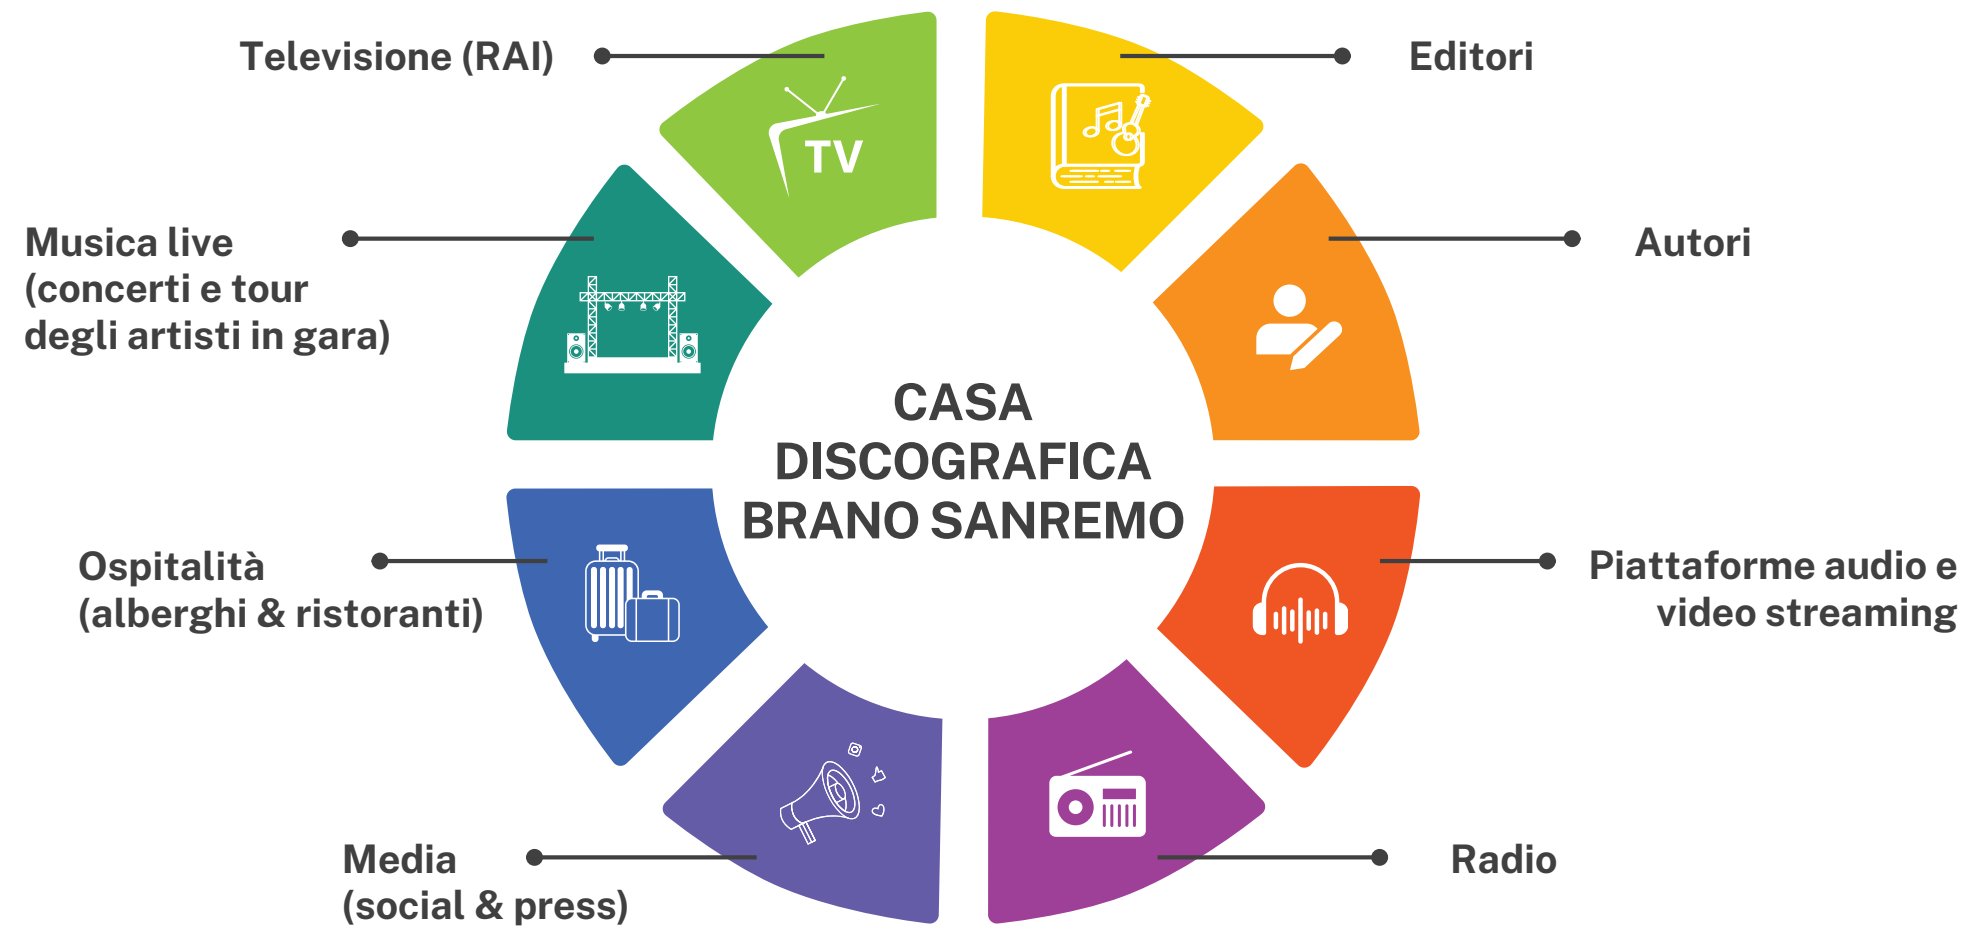 Televisione (RAI)
Editori
TV
Musica live
(concerti e tour
degli artisti in gara)
Autori
CASA
DISCOGRAFICA
BRANO SANREMO
Ospitalità
(alberghi & ristoranti)
Piattaforme audio e
video streaming
Media
(social & press)
Radio